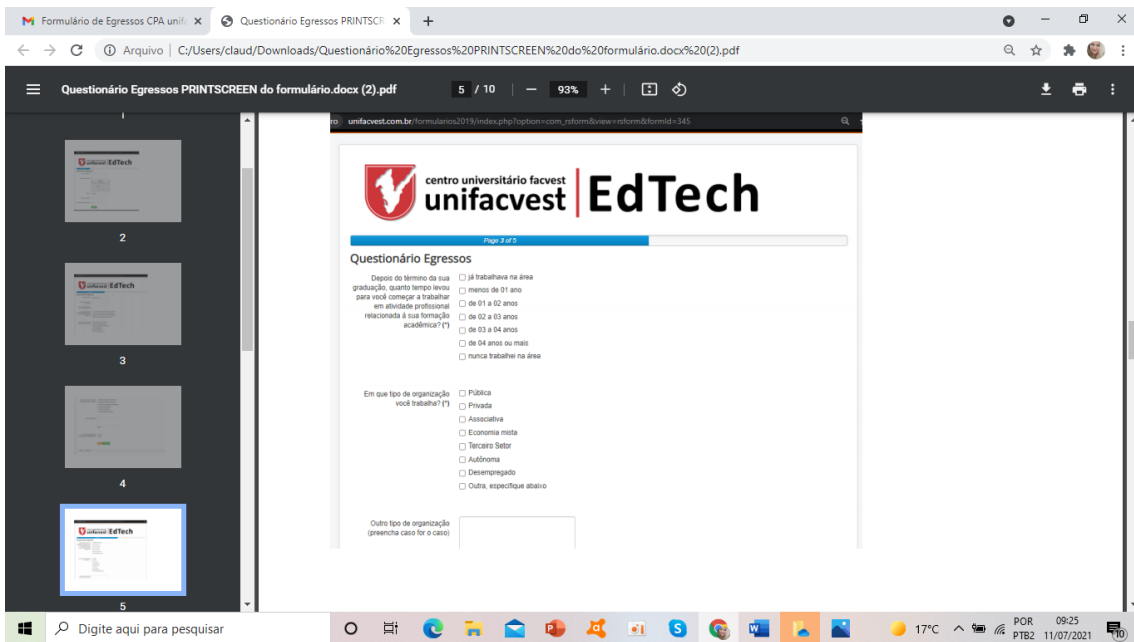 Formulário de Egressos CPA unifa
Questionário Egressos PRINTSCR
Arquivo | C:/Users/claud/Downloads/Questionário%20Egressos%20PRINTSCREEN%20do%20formulário.docx%20(2).pdf
Questionário Egressos PRINTSCREEN do formulário.docx (2).pdf
5 / 10
93%
unifacvest.com.br/formularios2019/index.php?option=com_rsform&view=rsform&formId=345
centro universitário facvest
unifacvest
EdTech
Page 3 of 5
Questionário Egressos
Depois do término da sua
graduação, quanto tempo levou
para você começar a trabalhar
em atividade profissional
relacionada à sua formação
acadêmica? (*)
já trabalhava na área
menos de 01 ano
de 01 a 02 anos
de 02 a 03 anos
de 03 a 04 anos
de 04 anos ou mais
nunca trabalhei na área
Em que tipo de organização
você trabalha? (*)
Pública
Privada
Associativa
Economia mista
Terceiro Setor
Autônoma
Desempregado
Outra, especifique abaixo
Outro tipo de organização
(preencha caso for o caso)
2
3
4
5
Digite aqui para pesquisar
17°C
POR
PTB2
09:25
11/07/2021